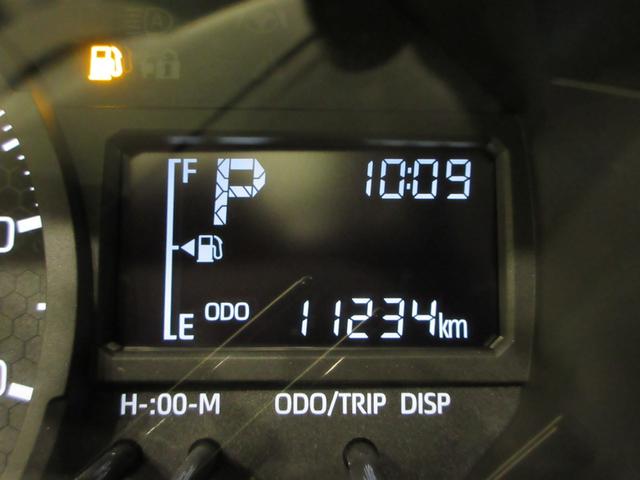 F P 10:09
E ODO 11234km
H-:00-M ODO/TRIP DISP